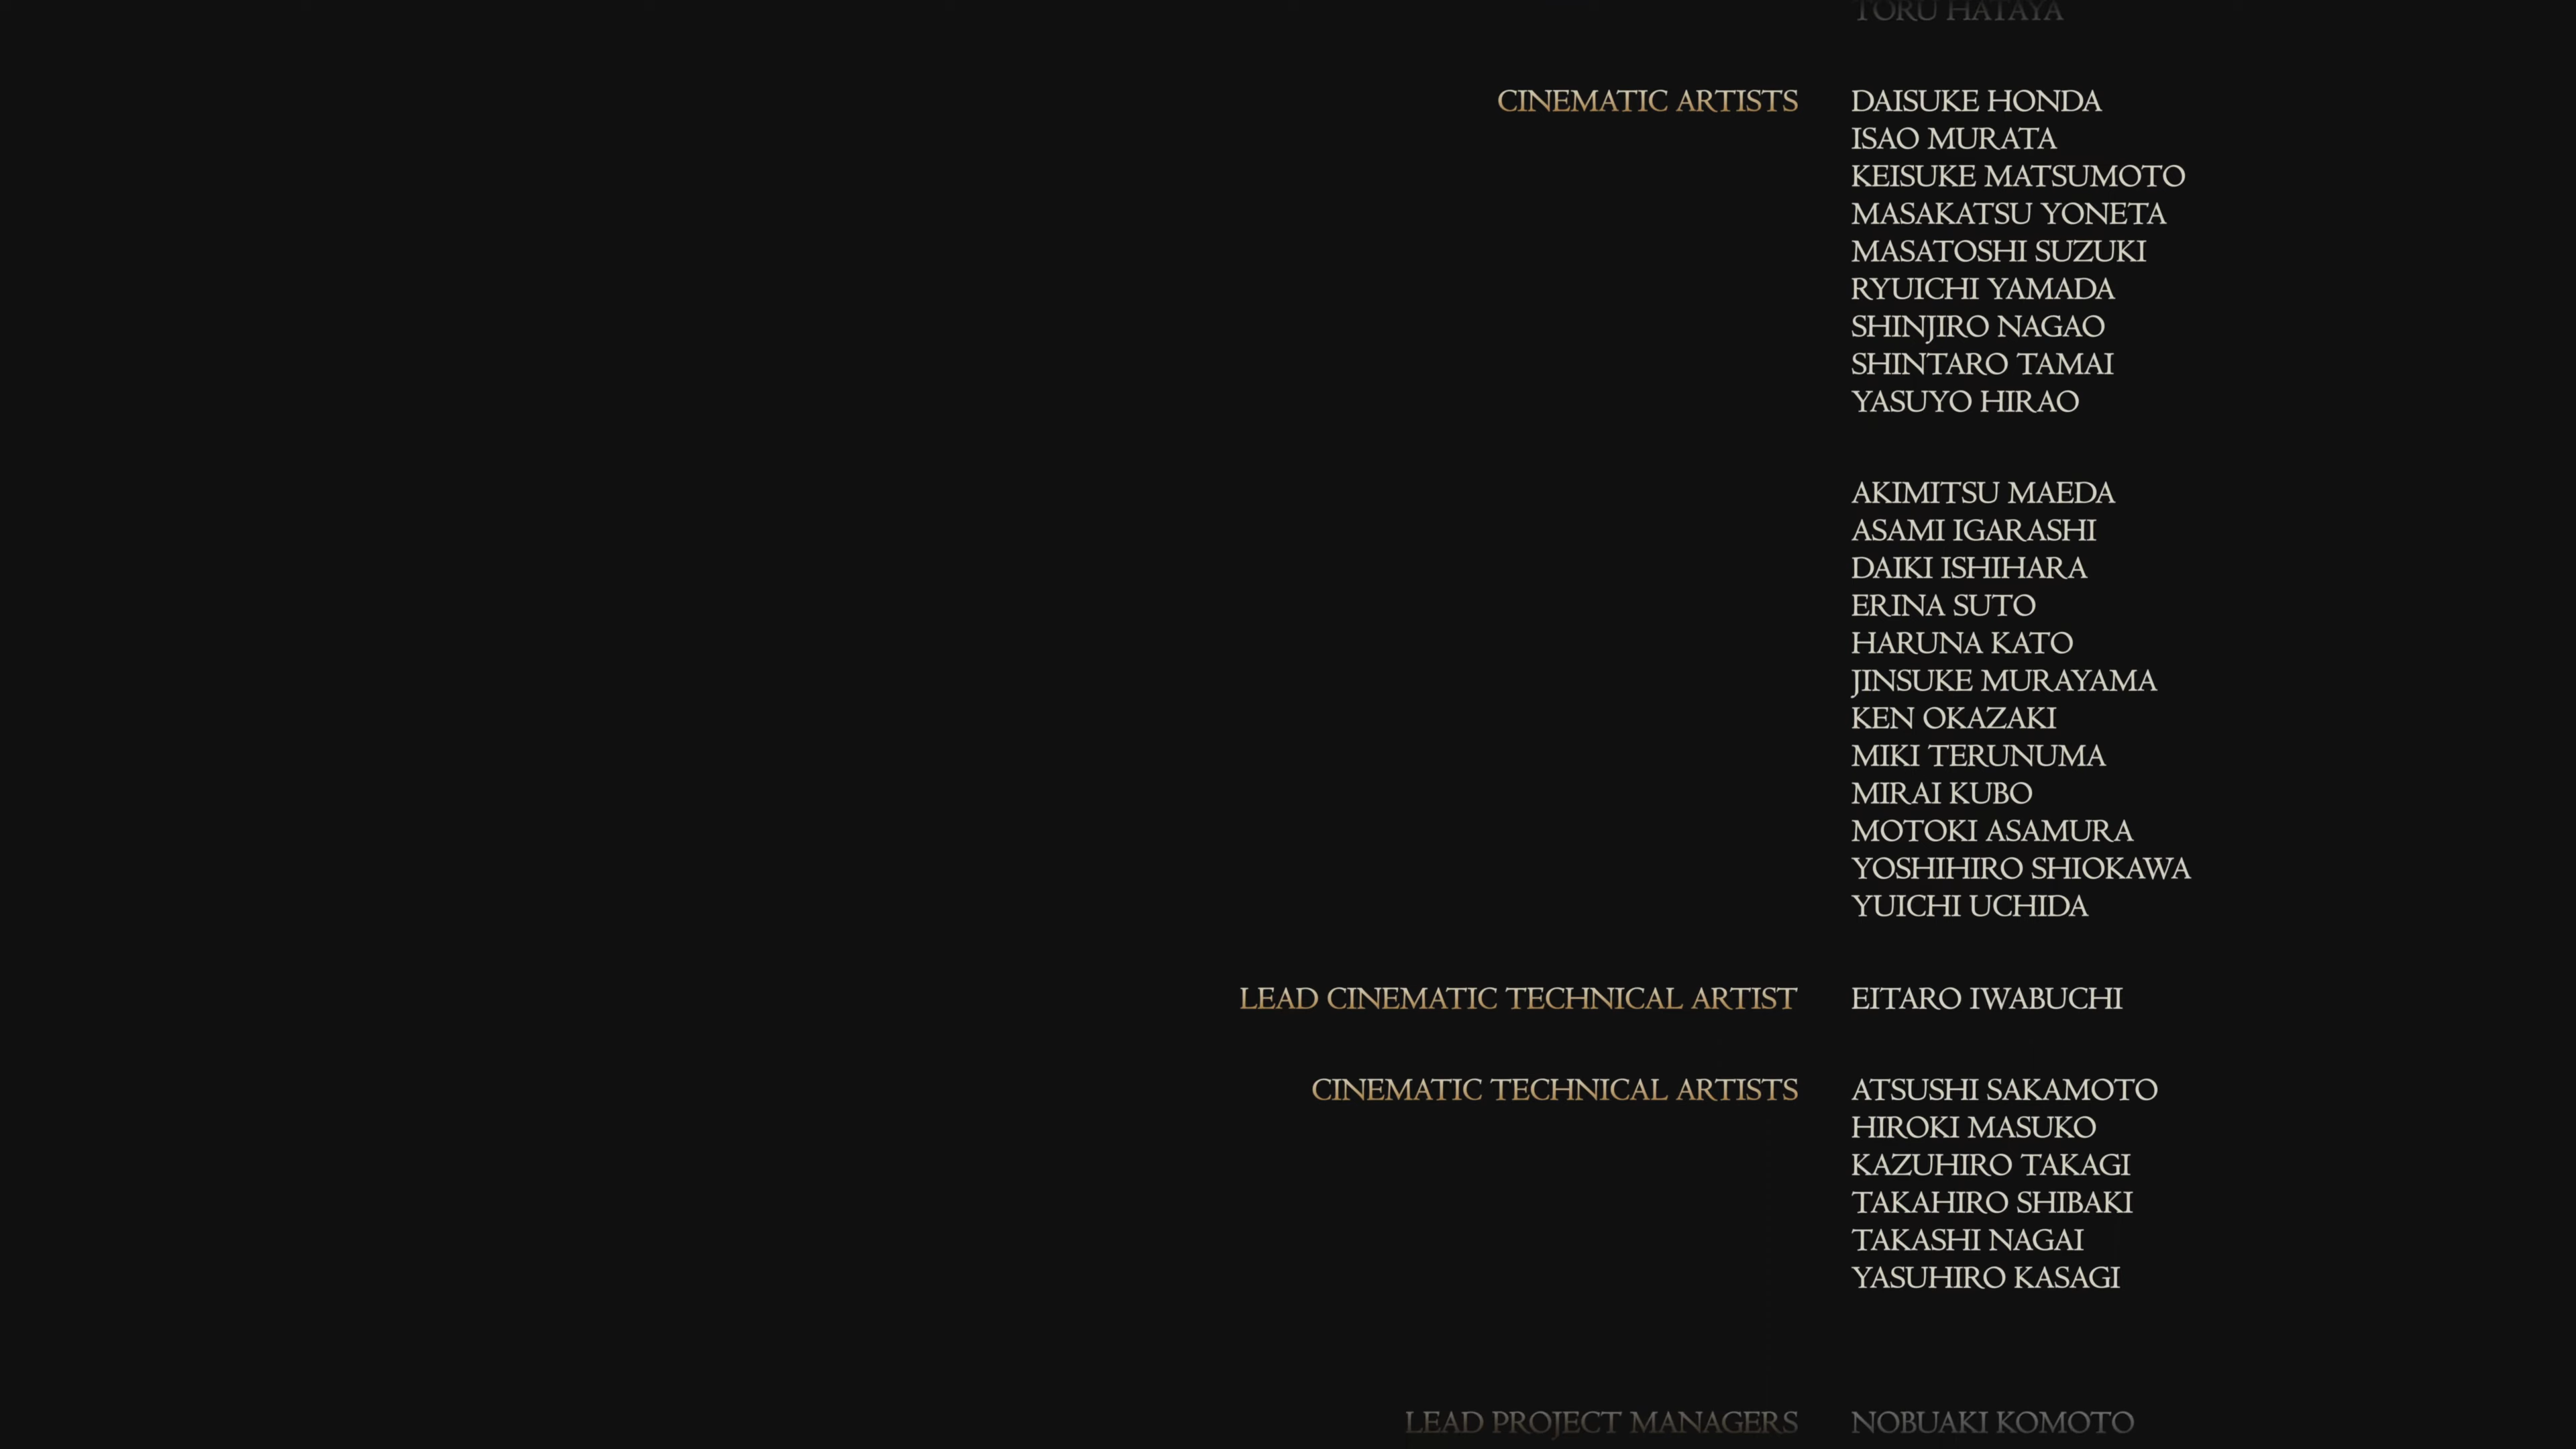 TORU HATAYA
CINEMATIC ARTISTS DAISUKE HONDA
ISAO MURATA
KEISUKE MATSUMOTO
MASAKATSU YONETA
MASATOSHI SUZUKI
RYUICHI YAMADA
SHINJIRO NAGAO
SHINTARO TAMAI
YASUYO HIRAO
AKIMITSU MAEDA
ASAMI IGARASHI
DAIKI ISHIHARA
ERINA SUTO
HARUNA KATO
JINSUKE MURAYAMA
KEN OKAZAKI
MIKI TERUNUMA
MIRAI KUBO
MOTOKI ASAMURA
YOSHIHIRO SHIOKAWA
YUICHI UCHIDA
LEAD CINEMATIC TECHNICAL ARTIST EITARO IWABUCHI
CINEMATIC TECHNICAL ARTISTS ATSUSHI SAKAMOTO
HIROKI MASUKO
KAZUHIRO TAKAGI
TAKAHIRO SHIBAKI
TAKASHI NAGAI
YASUHIRO KASAGI
LEAD PROJECT MANAGERS NOBUAKI KOMOTO